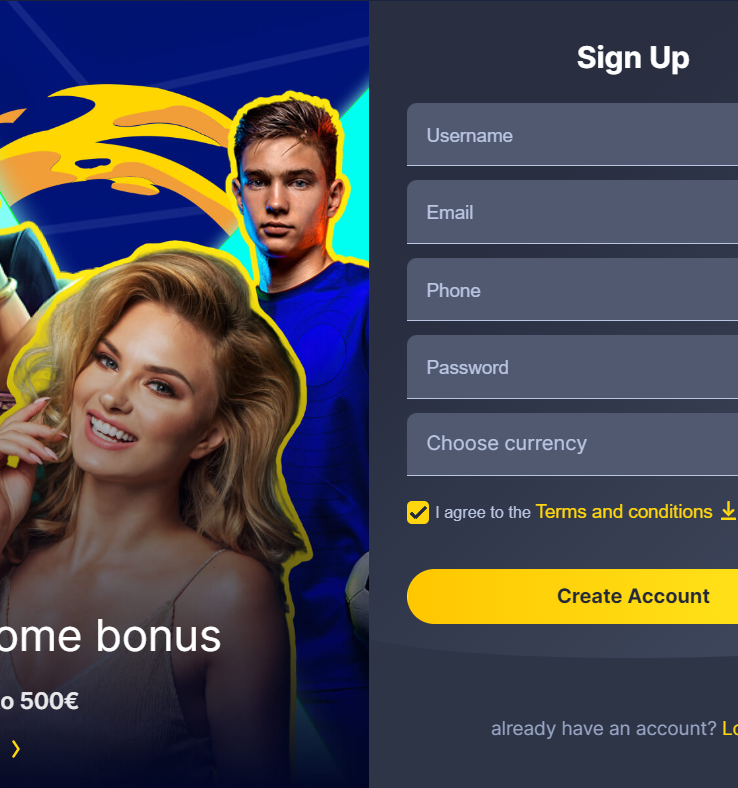 ome bonus
o 500€
Sign Up
Username
Email
Phone
Password
Choose currency
I agree to the Terms and conditions
Create Account
already have an account? Lo